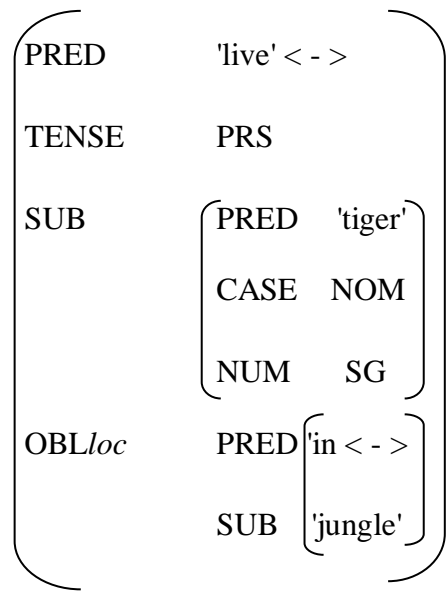 PRED 'live' < - >
TENSE PRS
SUB PRED 'tiger'
CASE NOM
NUM SG
OBLloc PRED 'in < - >
SUB 'jungle'